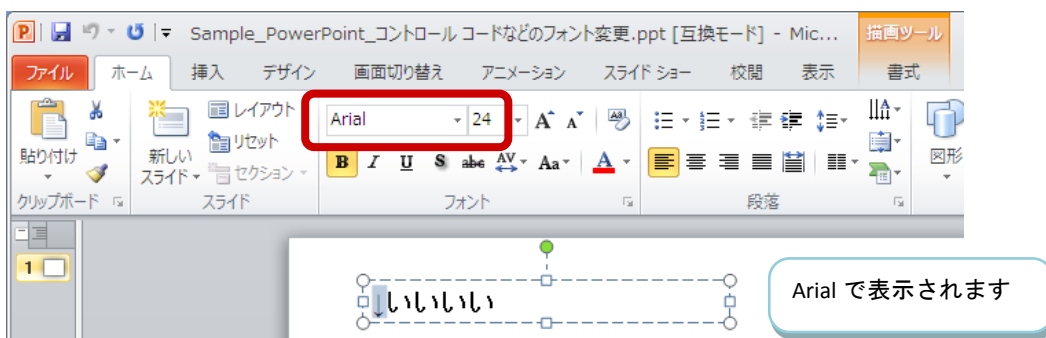 Sample_PowerPoint_コントロール コードなどのフォント変更.ppt [互換モード] - Mic...
描画ツール
ファイル ホーム 挿入 デザイン 画面切り替え アニメーション スライド ショー 校閲 表示 書式
貼り付け
新しい
スライド
レイアウト
リセット
セクション
Arial 24
B I U S abc AV Aa A
図形
クリップボード スライド フォント 段落
1
↓いいいい
Arial で表示されます